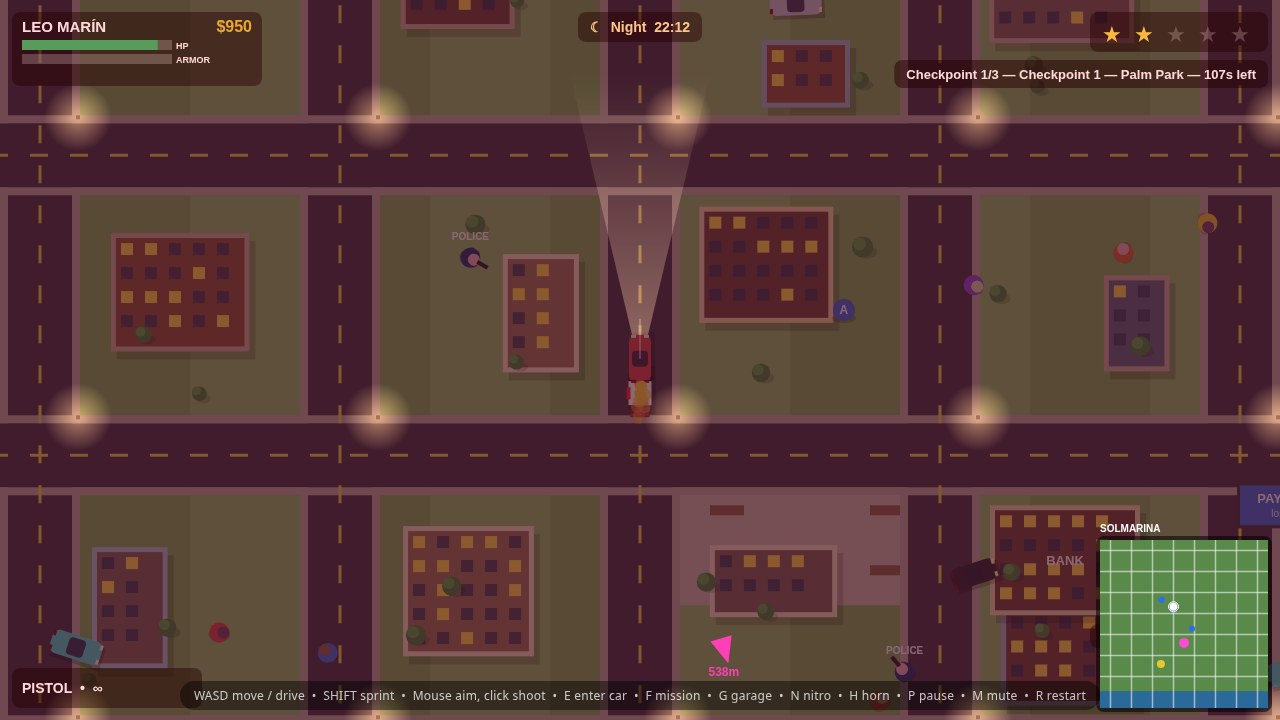 LEO MARÍN $950
HP
ARMOR
☾ Night 22:12
★ ★ ★ ★ ★
Checkpoint 1/3 — Checkpoint 1 — Palm Park — 107s left
POLICE
A
PAY
SOLMARINA
BANK
POLICE
538m
PISTOL • ∞
WASD move / drive • SHIFT sprint • Mouse aim, click shoot • E enter car • F mission • G garage • N nitro • H horn • P pause • M mute • R restart